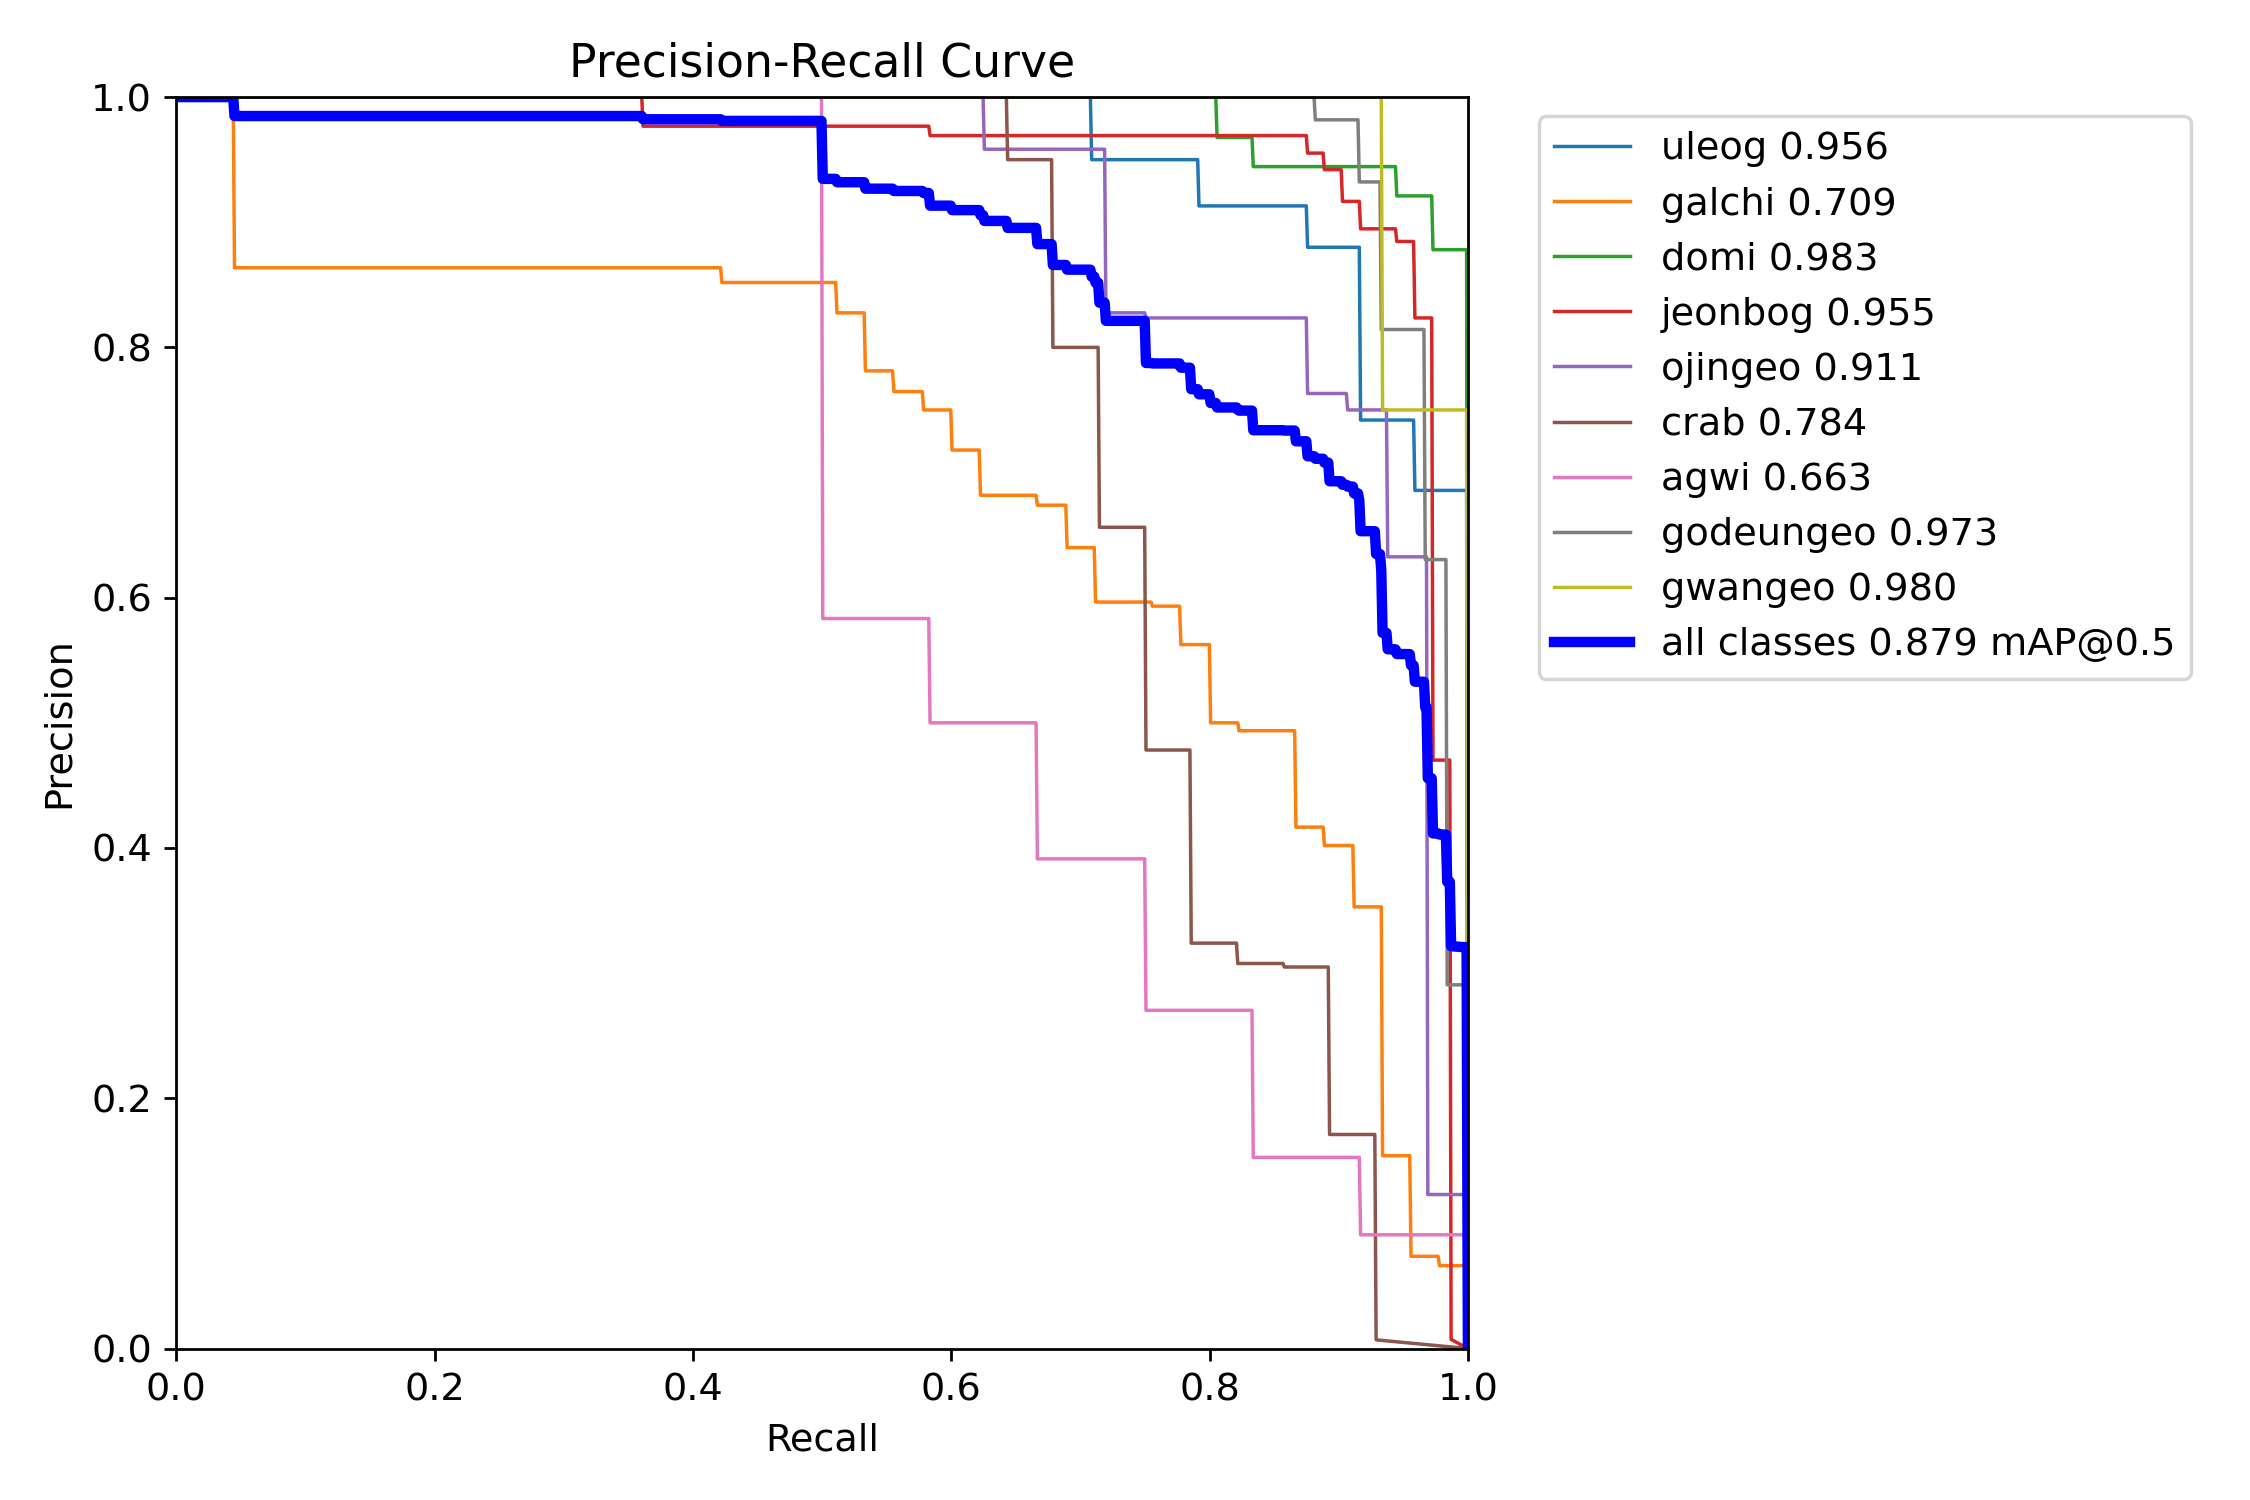 Precision-Recall Curve
1.0
0.8
0.6
0.4
0.2
0.0
Precision
0.0 0.2 0.4 0.6 0.8 1.0
Recall
uleog 0.956
galchi 0.709
domi 0.983
jeonbog 0.955
ojingeo 0.911
crab 0.784
agwi 0.663
godeungeo 0.973
gwangeo 0.980
all classes 0.879 mAP@0.5